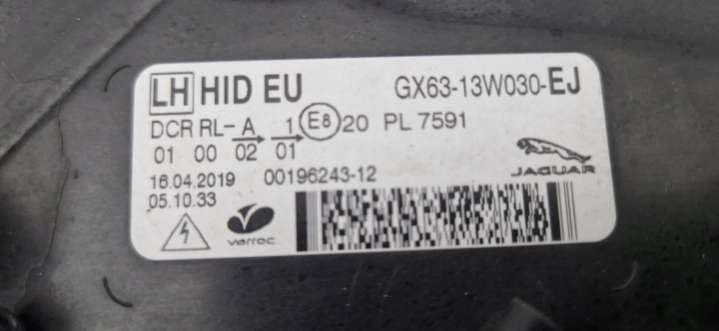 LH HID EU GX63-13W030-EJ
DCR RL- A 1 E8 20 PL 7591
01 00 02 01
16.04.2019 00196243-12
05.10.33
varroc
JAGUAR